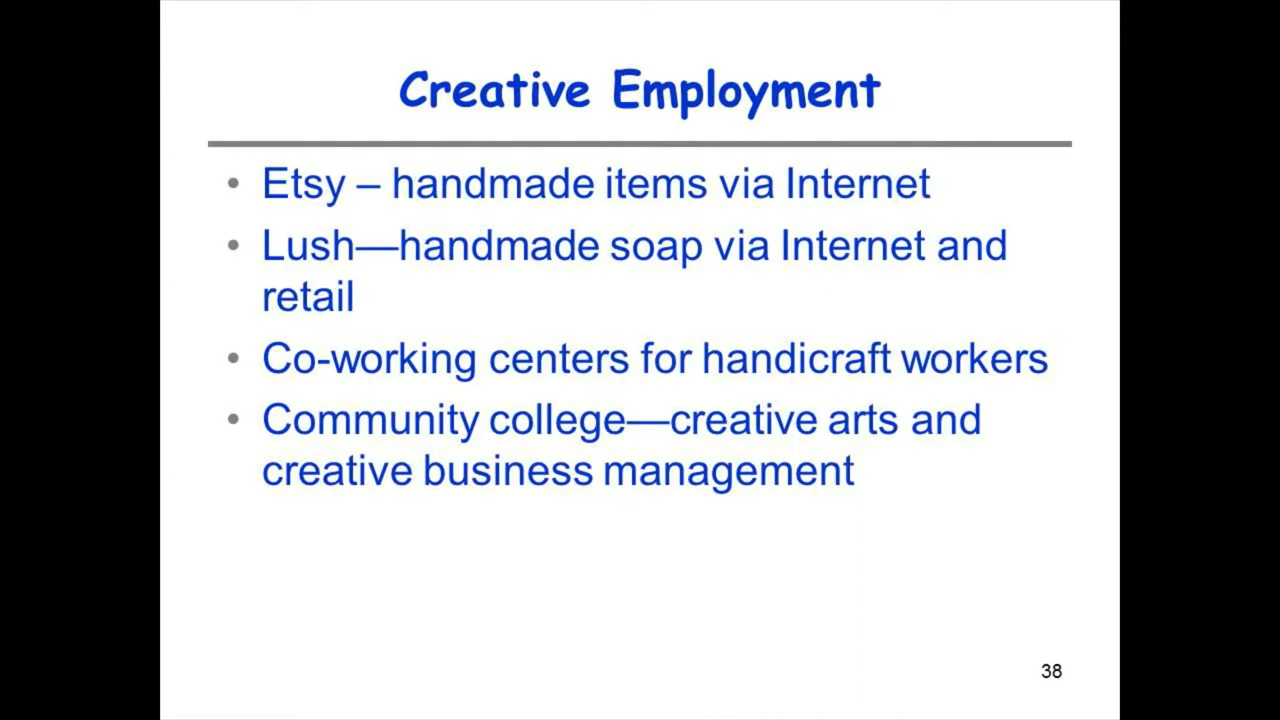 Creative Employment
• Etsy – handmade items via Internet
• Lush—handmade soap via Internet and
retail
• Co-working centers for handicraft workers
• Community college—creative arts and
creative business management
38